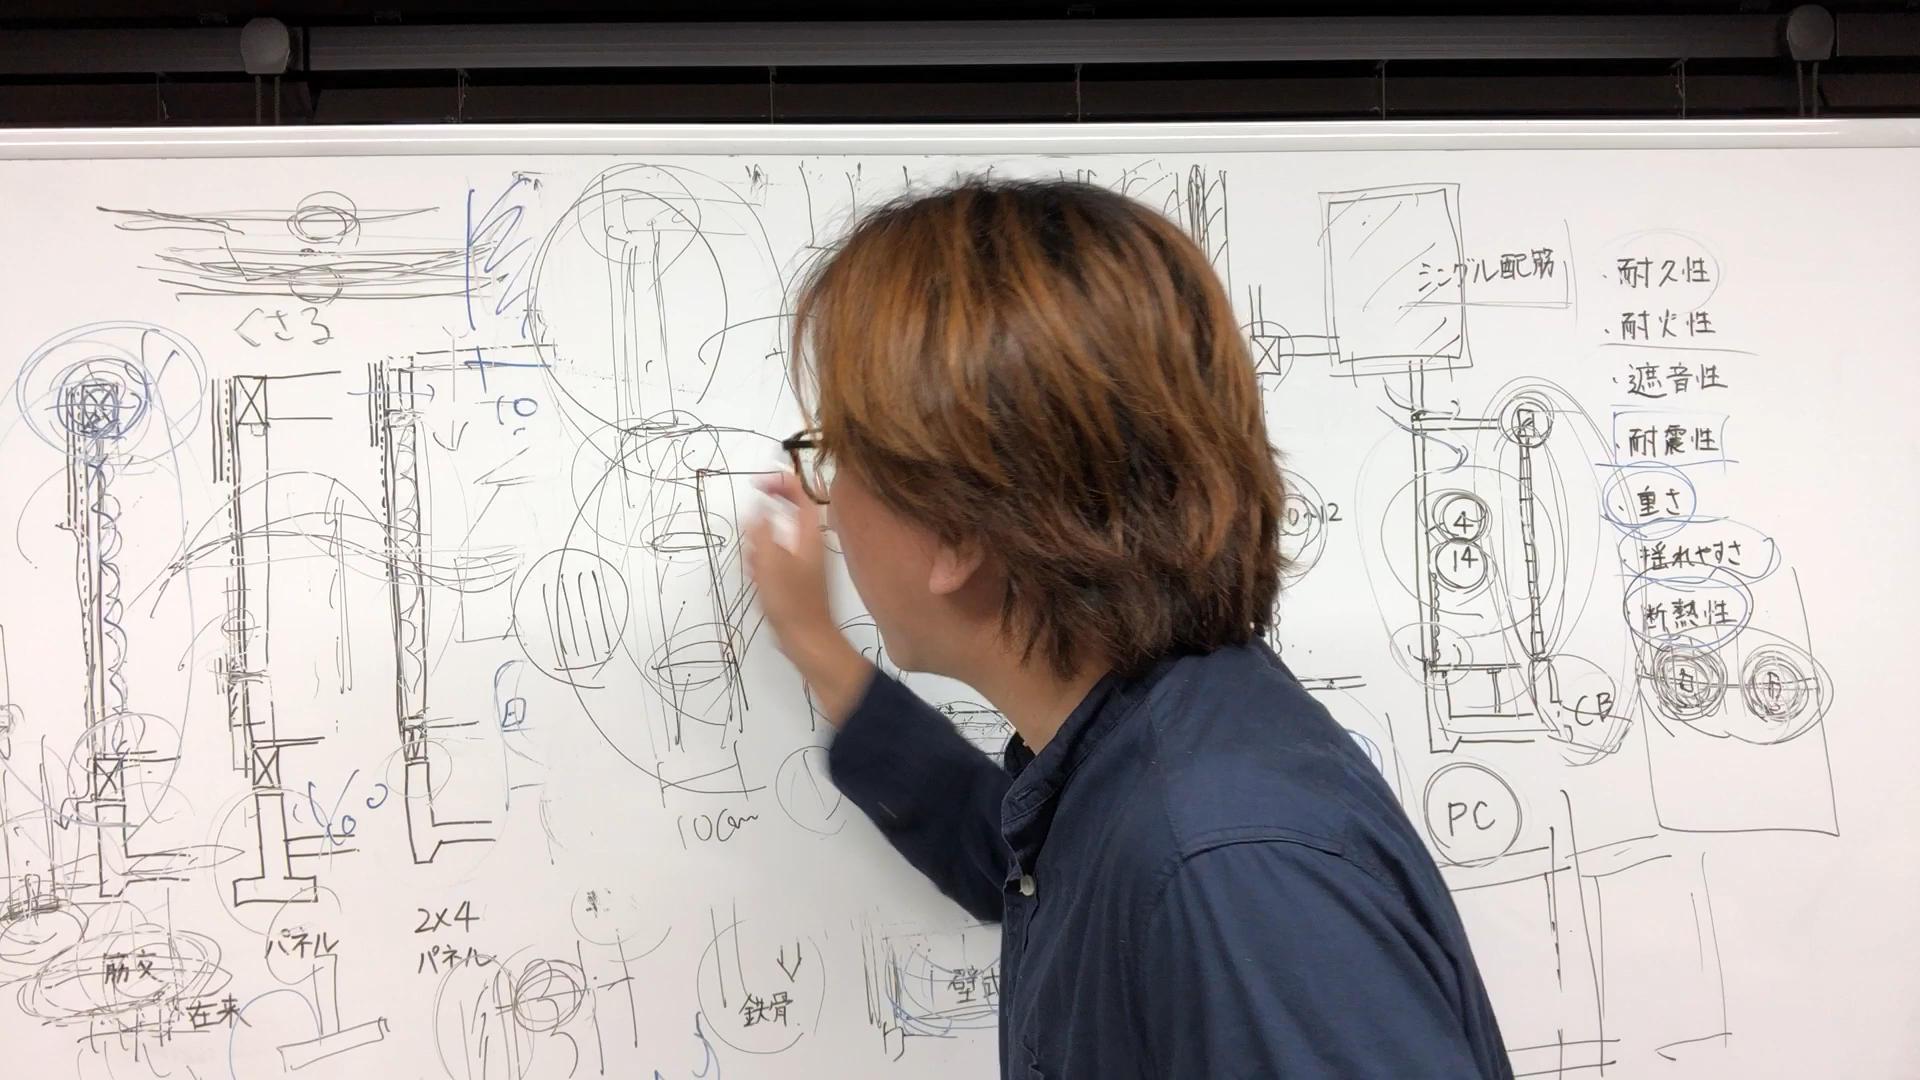 くさる
10
シングル配筋
・耐久性
・耐火性
・遮音性
・耐震性
・重さ
・揺れやすさ
断熱性
0~12
4
14
CB
PC
10cm
筋交
在来
パネル
2×4
パネル
鉄骨
壁式